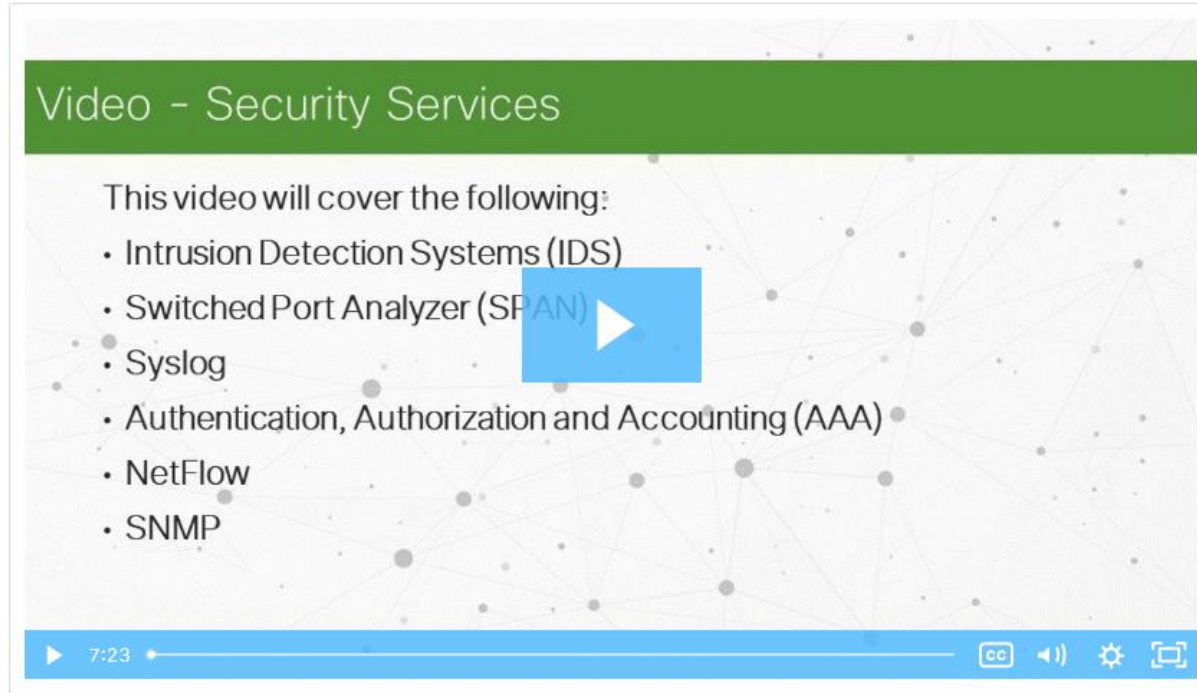 Video - Security Services
This video will cover the following:
• Intrusion Detection Systems (IDS)
• Switched Port Analyzer (SPAN)
• Syslog
• Authentication, Authorization and Accounting (AAA)
• NetFlow
• SNMP
7:23
CC